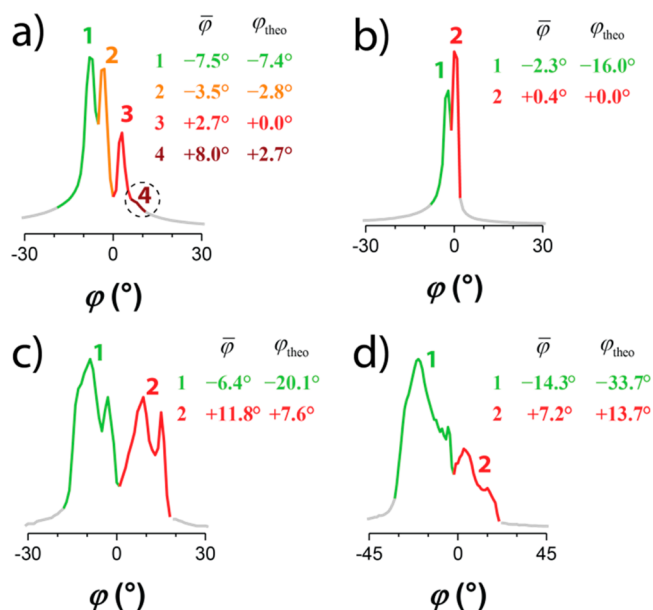 a)
1
2
3
4
φ̄ φtheo
1 −7.5° −7.4°
2 −3.5° −2.8°
3 +2.7° +0.0°
4 +8.0° +2.7°
-30 0 30
φ (°)
b)
1
2
φ̄ φtheo
1 −2.3° −16.0°
2 +0.4° +0.0°
-30 0 30
φ (°)
c)
1
2
φ̄ φtheo
1 −6.4° −20.1°
2 +11.8° +7.6°
-30 0 30
φ (°)
d)
1
2
φ̄ φtheo
1 −14.3° −33.7°
2 +7.2° +13.7°
-45 0 45
φ (°)